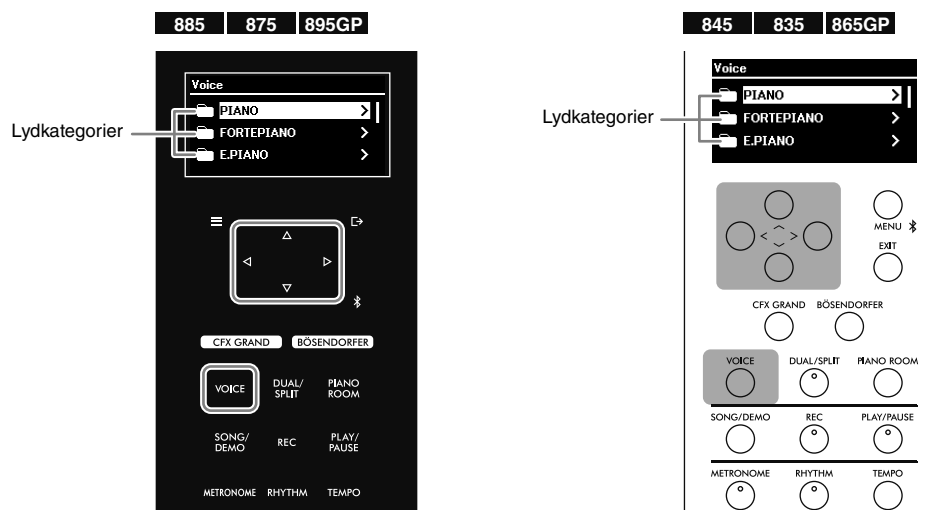 885 875 895GP
Voice
PIANO
FORTEPIANO
E.PIANO
Lydkategorier
CFX GRAND BÖSENDORFER
VOICE DUAL/SPLIT PIANO ROOM
SONG/DEMO REC PLAY/PAUSE
METRONOME RHYTHM TEMPO
845 835 865GP
Voice
PIANO
FORTEPIANO
E.PIANO
Lydkategorier
MENU
EXIT
CFX GRAND BÖSENDORFER
VOICE DUAL/SPLIT PIANO ROOM
SONG/DEMO REC PLAY/PAUSE
METRONOME RHYTHM TEMPO